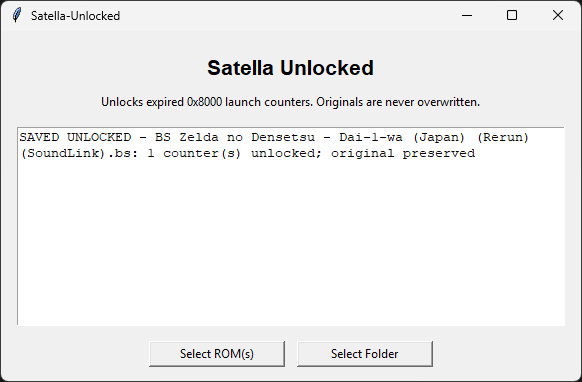 Satella-Unlocked
Satella Unlocked
Unlocks expired 0x8000 launch counters. Originals are never overwritten.
SAVED UNLOCKED - BS Zelda no Densetsu - Dai-1-wa (Japan) (Rerun)
(SoundLink).bs: 1 counter(s) unlocked; original preserved
Select ROM(s)
Select Folder